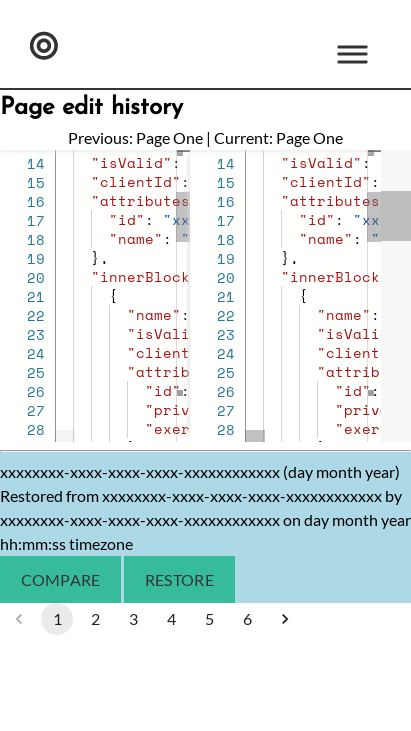 Page edit history
Previous: Page One | Current: Page One
14 "isValid": 14 "isValid":
15 "clientId": 15 "clientId":
16 "attributes 16 "attributes
17 "id": "xx 17 "id": "xx
18 "name": " 18 "name": "
19 }, 19 },
20 "innerBlock 20 "innerBlock
21 { 21 {
22 "name": 22 "name":
23 "isVali 23 "isVali
24 "client 24 "client
25 "attrib 25 "attrib
26 "id": 26 "id":
27 "priv 27 "priva
28 "exer 28 "exer
xxxxxxxx-xxxx-xxxx-xxxx-xxxxxxxxxxxx (day month year)
Restored from xxxxxxxx-xxxx-xxxx-xxxx-xxxxxxxxxxxx by
xxxxxxxx-xxxx-xxxx-xxxx-xxxxxxxxxxxx on day month year
hh:mm:ss timezone
COMPARE RESTORE
1 2 3 4 5 6